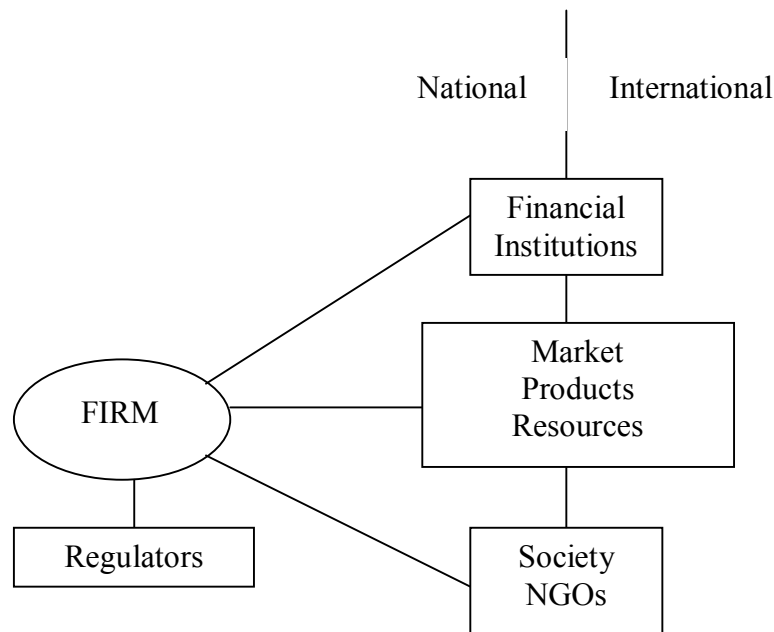 National
International
Financial
Institutions
Market
Products
Resources
FIRM
Regulators
Society
NGOs